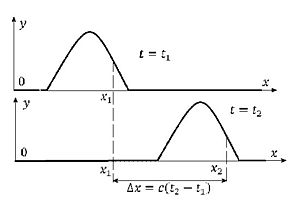 y
t = t₁
0
x₁
x
y
t = t₂
0
x₁
x₂
x
Δx = c(t₂ − t₁)